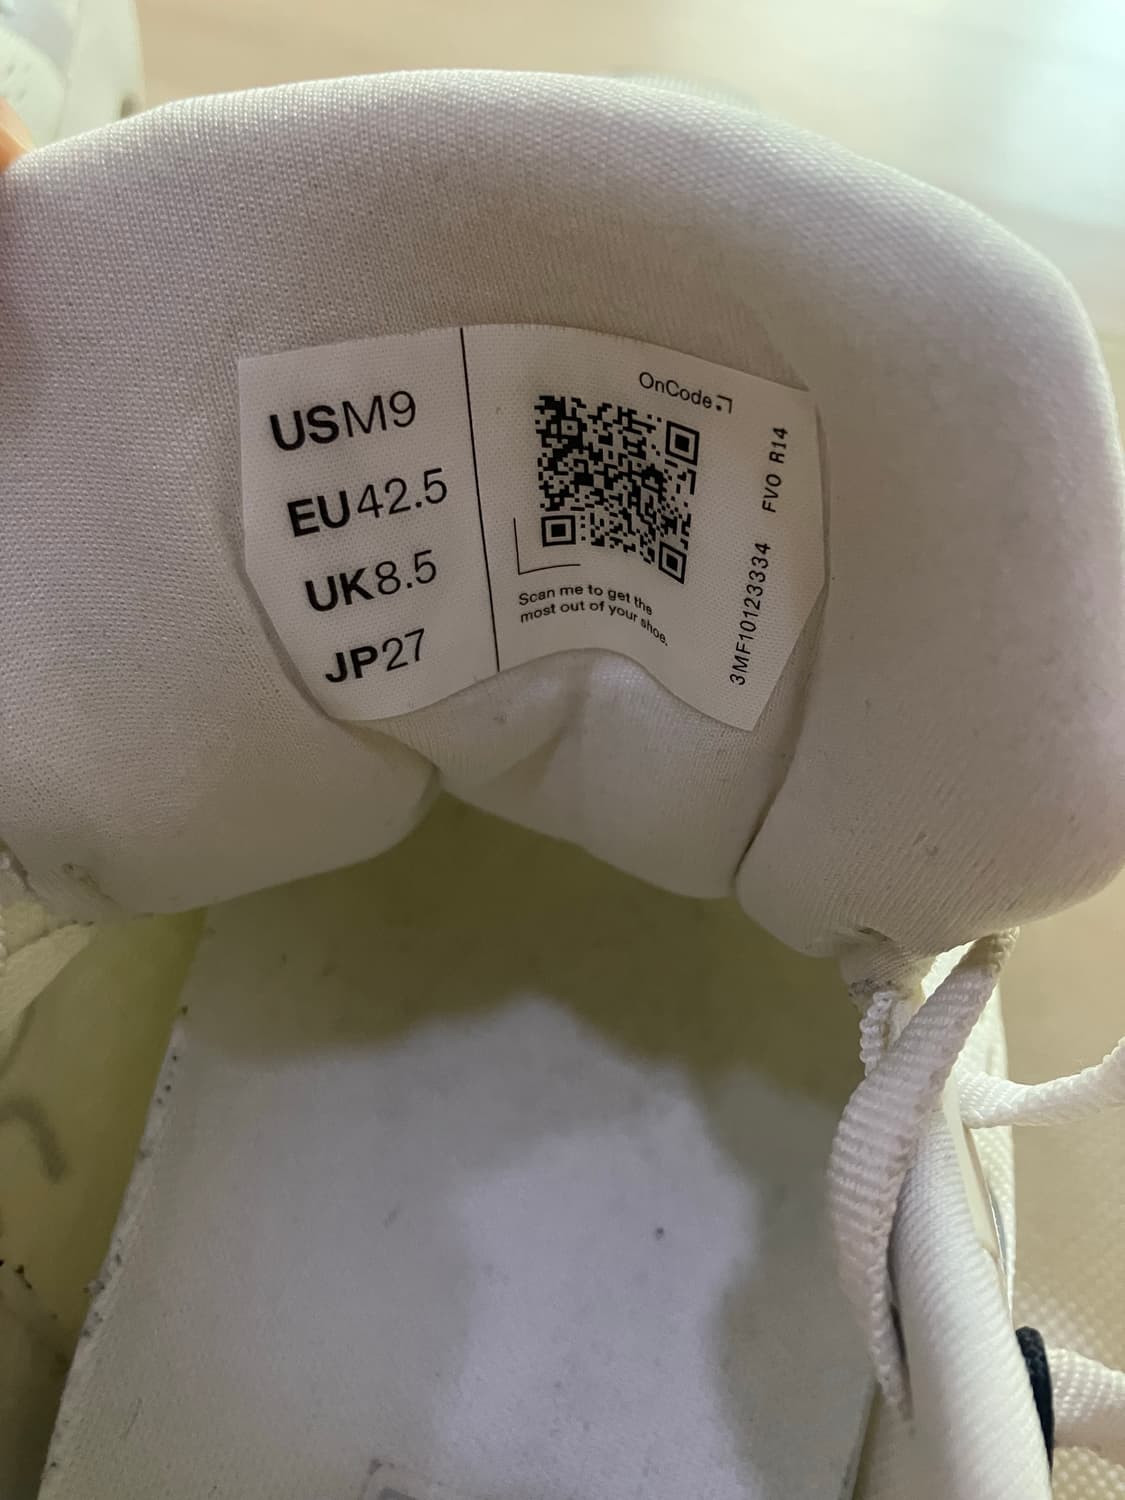 USM9
EU42.5
UK8.5
JP27
OnCode
Scan me to get the
most out of your shoe.
3MF10123334 FVO R14